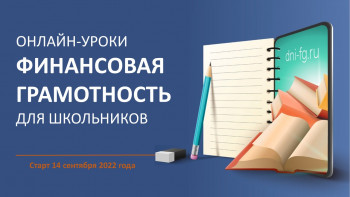 ОНЛАЙН-УРОКИ
ФИНАНСОВАЯ
ГРАМОТНОСТЬ
ДЛЯ ШКОЛЬНИКОВ
Старт 14 сентября 2022 года
dni-fg.ru